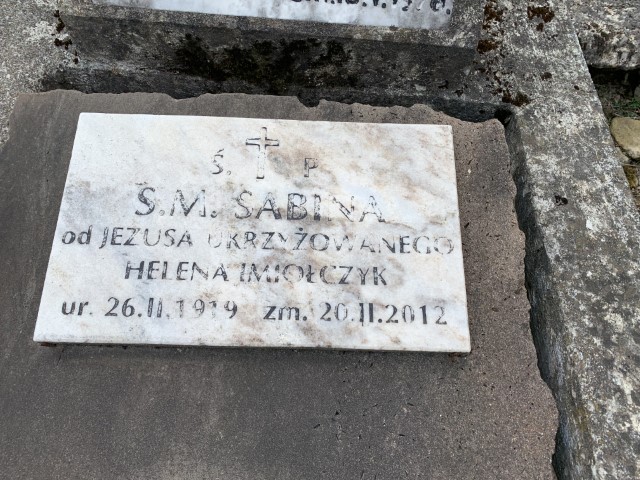 Ś. P
S.M. SABINA
od JEZUSA UKRZYŻOWANEGO
HELENA IMIOŁCZYK
ur. 26.II.1919 zm. 20.II.2012